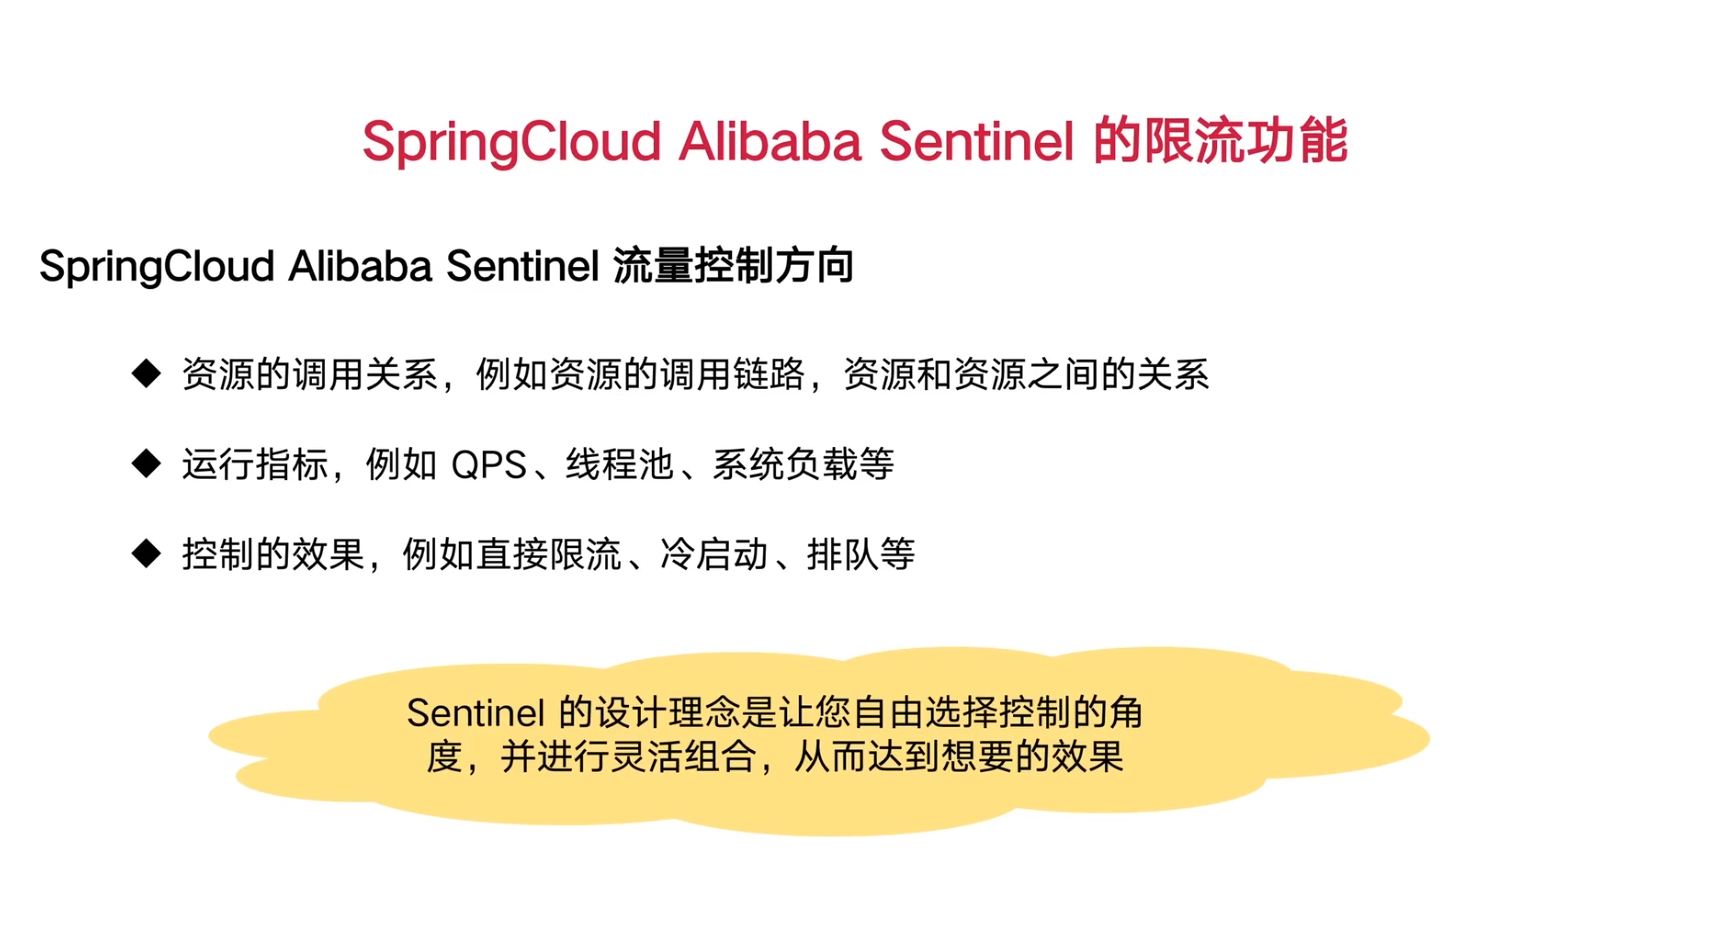 SpringCloud Alibaba Sentinel 的限流功能
SpringCloud Alibaba Sentinel 流量控制方向
◆ 资源的调用关系，例如资源的调用链路，资源和资源之间的关系
◆ 运行指标，例如 QPS、线程池、系统负载等
◆ 控制的效果，例如直接限流、冷启动、排队等
Sentinel 的设计理念是让您自由选择控制的角
度，并进行灵活组合，从而达到想要的效果